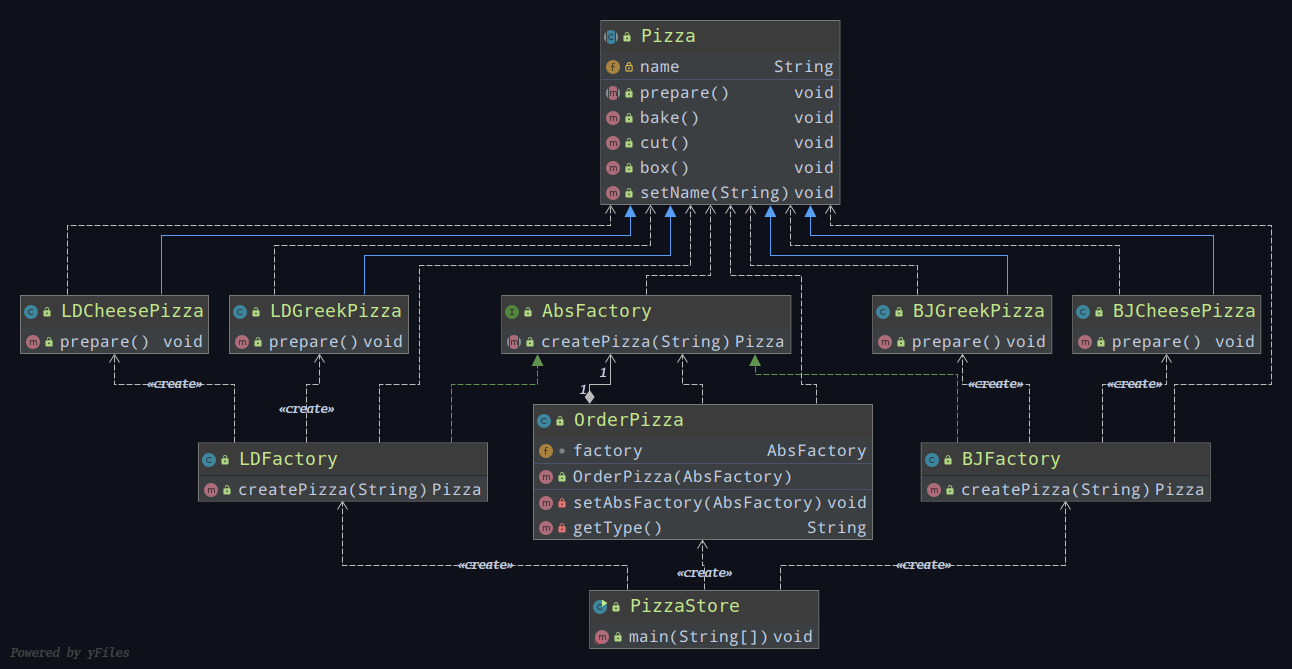 Pizza
name String
prepare() void
bake() void
cut() void
box() void
setName(String) void
LDCheesePizza
prepare() void
LDGreekPizza
prepare() void
AbsFactory
createPizza(String) Pizza
BJGreekPizza
prepare() void
BJCheesePizza
prepare() void
«create»
«create»
1
1
«create»
«create»
LDFactory
createPizza(String) Pizza
OrderPizza
factory AbsFactory
OrderPizza(AbsFactory)
setAbsFactory(AbsFactory) void
getType() String
BJFactory
createPizza(String) Pizza
«create»
«create»
«create»
PizzaStore
main(String[]) void
Powered by yFiles